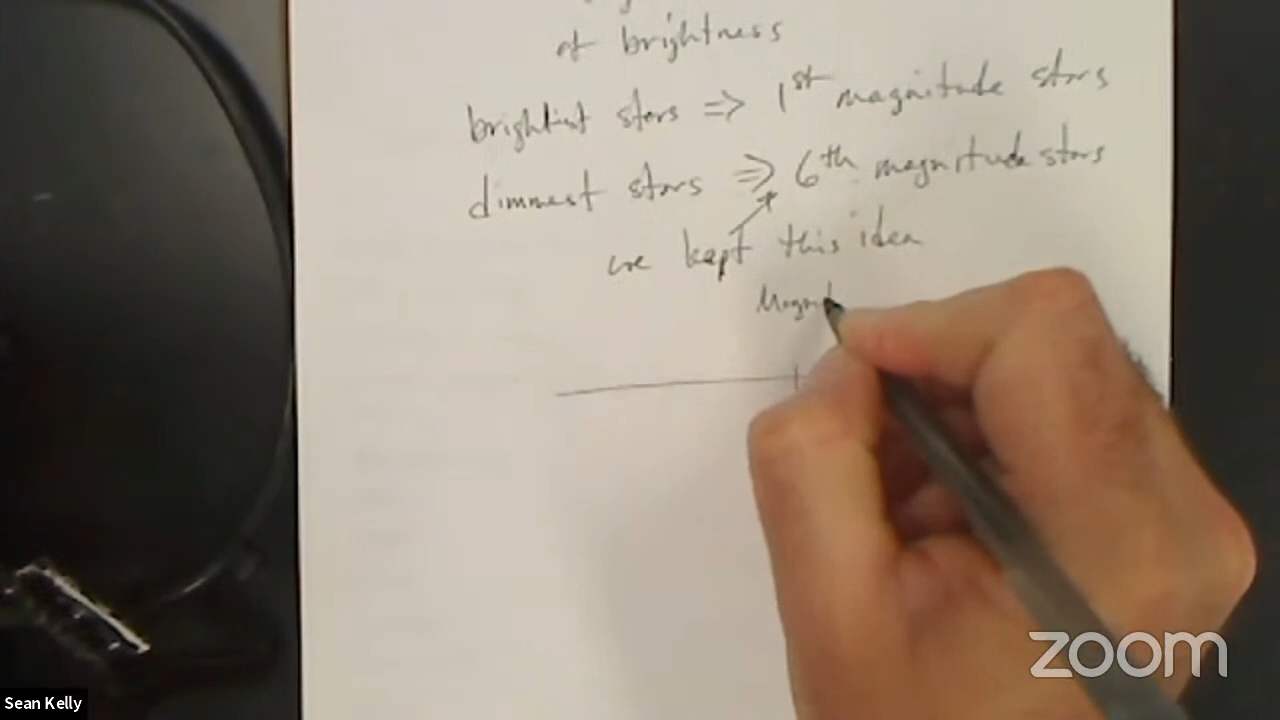 of brightness
brightest stars ⇒ 1st magnitude stars
dimmest stars ⇒ 6th magnitude stars
we kept this idea
zoom
Sean Kelly